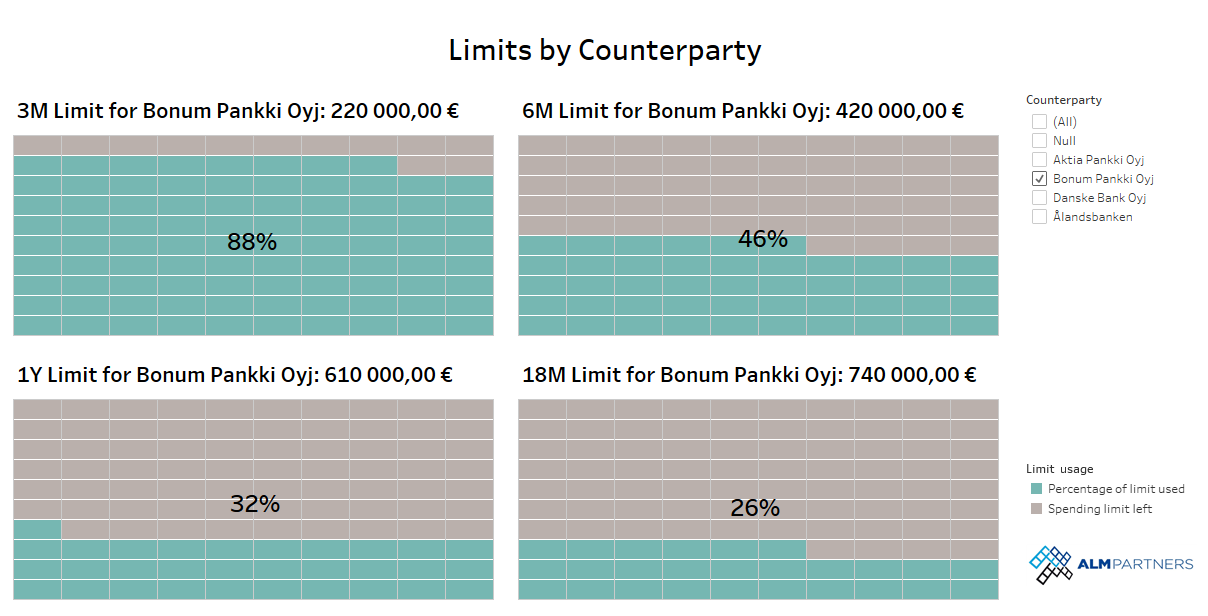 Limits by Counterparty
3M Limit for Bonum Pankki Oyj: 220 000,00 €
88%
6M Limit for Bonum Pankki Oyj: 420 000,00 €
46%
Counterparty
(All)
Null
Aktia Pankki Oyj
Bonum Pankki Oyj
Danske Bank Oyj
Ålandsbanken
1Y Limit for Bonum Pankki Oyj: 610 000,00 €
32%
18M Limit for Bonum Pankki Oyj: 740 000,00 €
26%
Limit usage
Percentage of limit used
Spending limit left
ALMPARTNERS